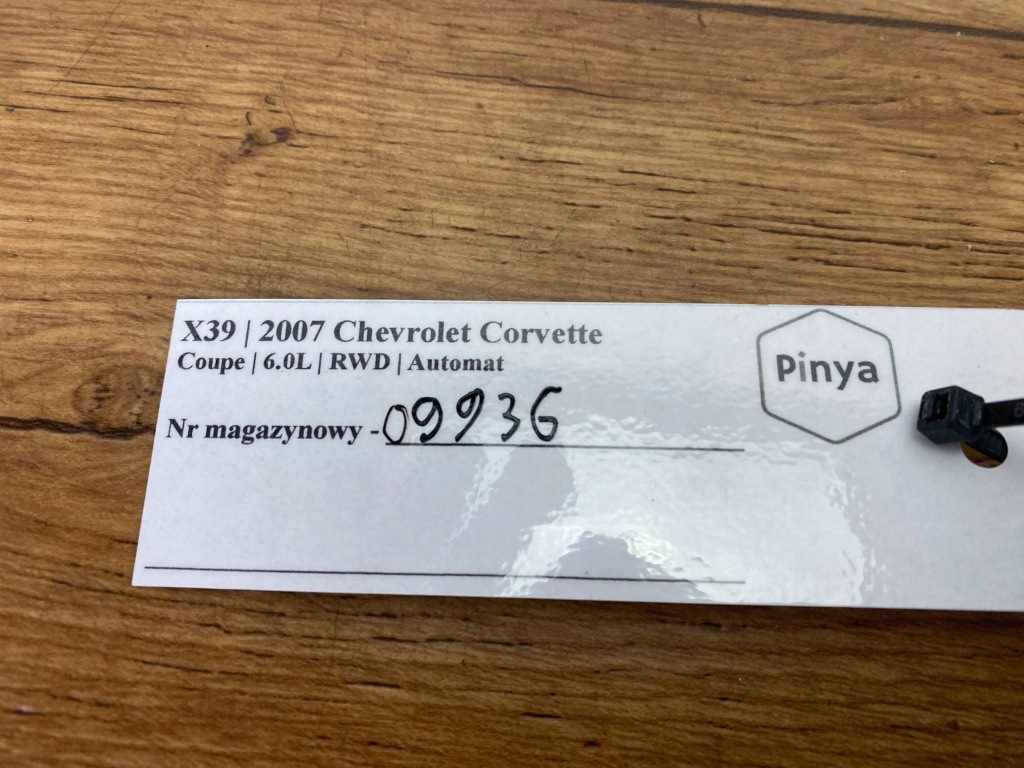 X39 | 2007 Chevrolet Corvette
Coupe | 6.0L | RWD | Automat
Nr magazynowy - 09936
Pinya